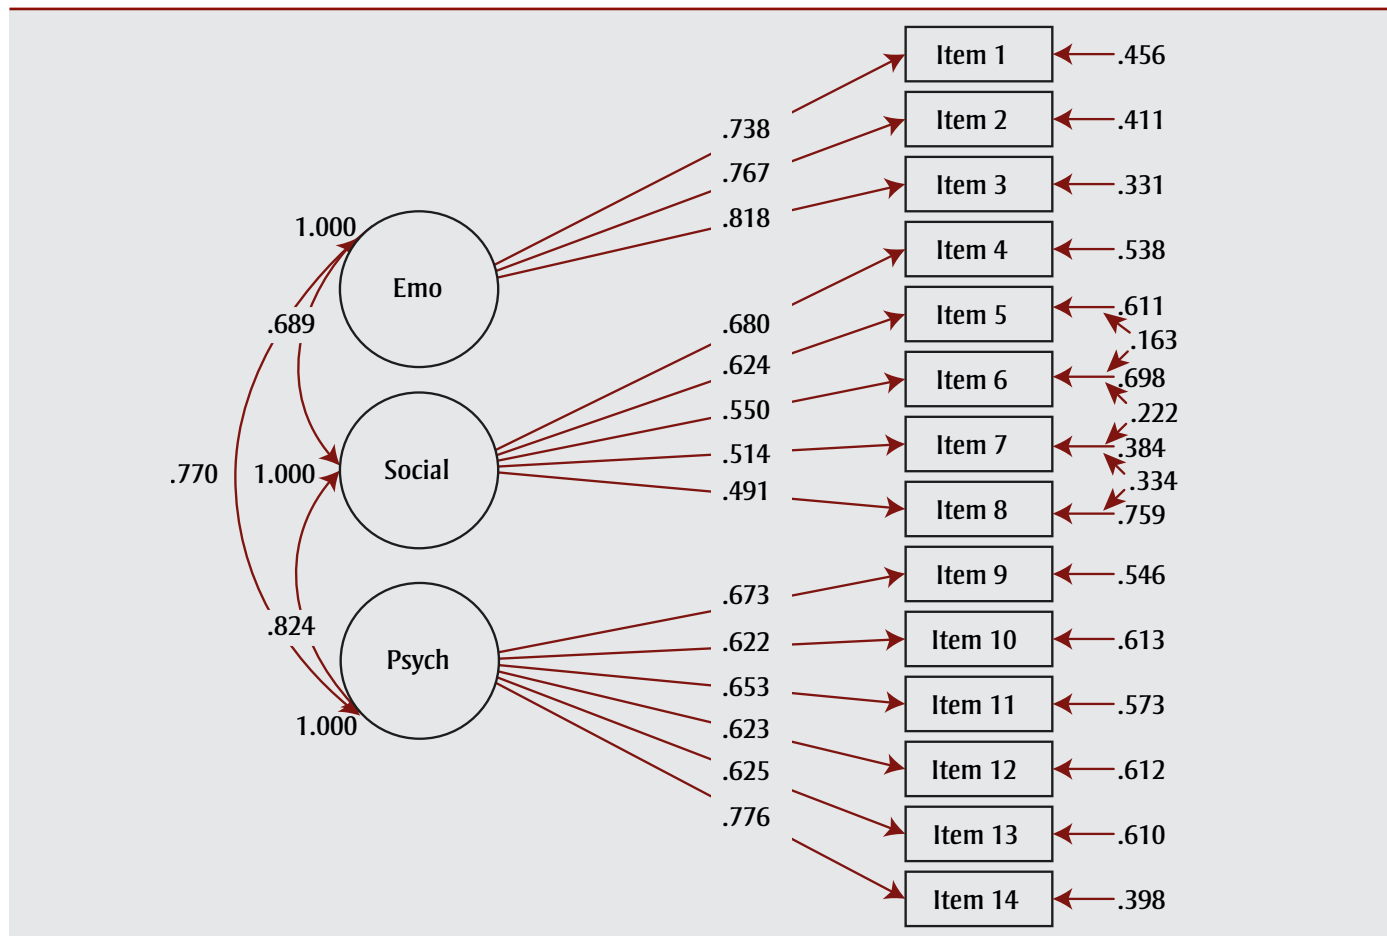 Item 1
.456
Item 2
.411
Item 3
.331
Item 4
.538
Item 5
.611
.163
Item 6
.698
.222
Item 7
.384
.334
Item 8
.759
Item 9
.546
Item 10
.613
Item 11
.573
Item 12
.612
Item 13
.610
Item 14
.398
.738
.767
.818
.680
.624
.550
.514
.491
.673
.622
.653
.623
.625
.776
1.000
Emo
.689
Social
.770
1.000
.824
Psych
1.000